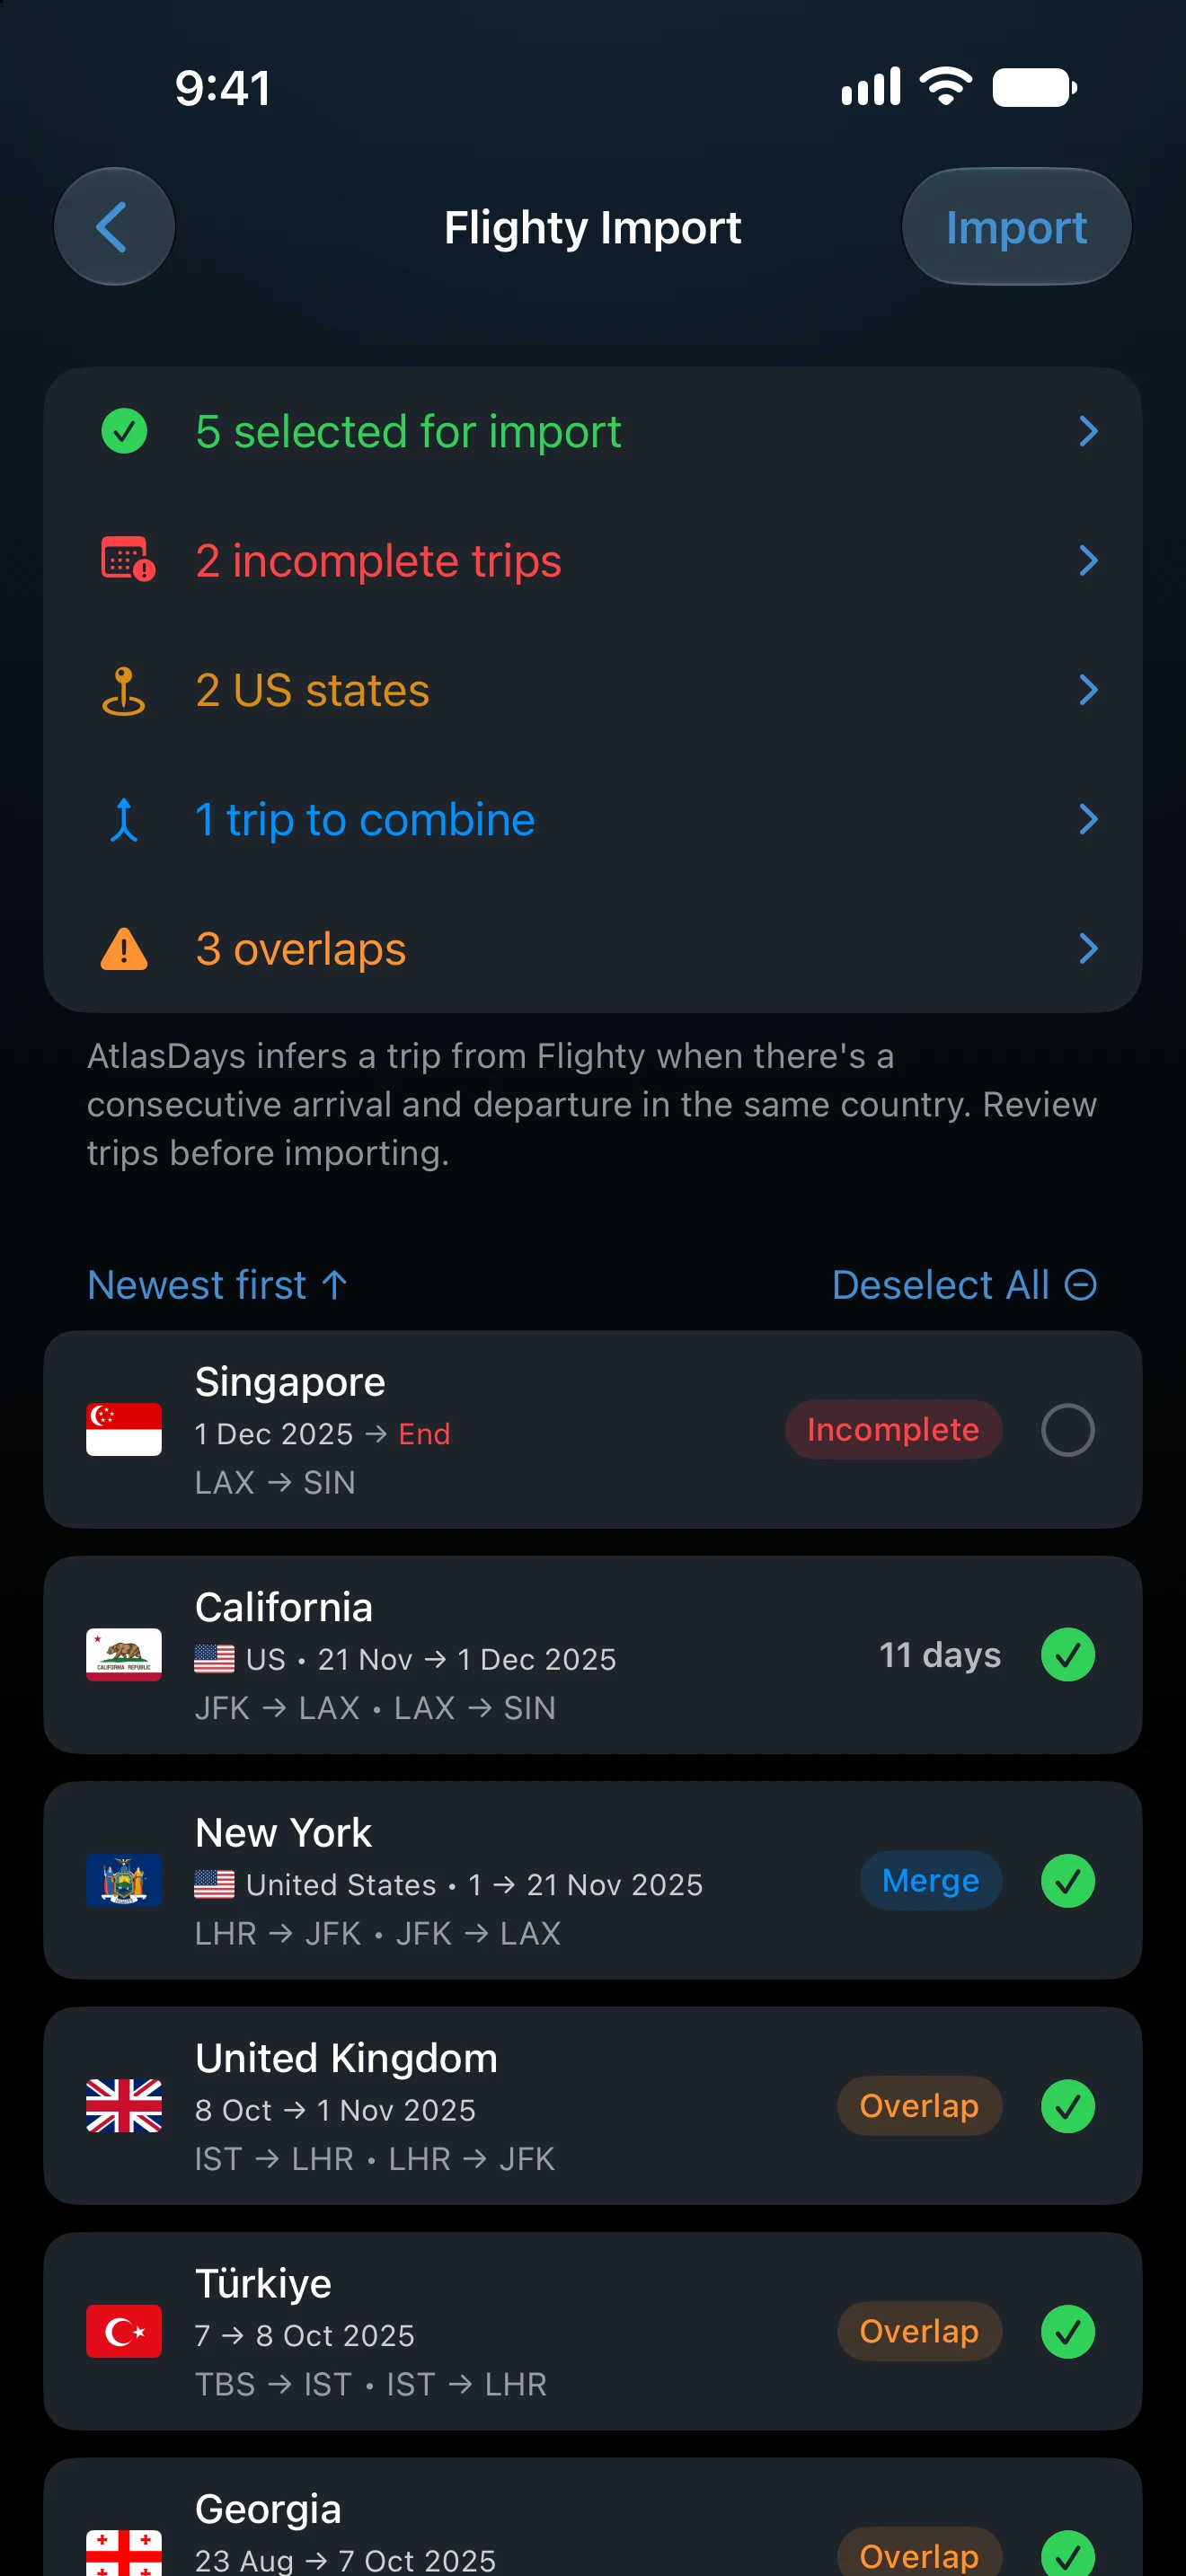 9:41
Flighty Import
Import
5 selected for import
2 incomplete trips
2 US states
1 trip to combine
3 overlaps
AtlasDays infers a trip from Flighty when there's a
consecutive arrival and departure in the same country. Review
trips before importing.
Newest first ↑
Deselect All
Singapore
1 Dec 2025 → End
LAX → SIN
Incomplete
California
US • 21 Nov → 1 Dec 2025
JFK → LAX • LAX → SIN
11 days
CALIFORNIA REPUBLIC
New York
United States • 1 → 21 Nov 2025
LHR → JFK • JFK → LAX
Merge
United Kingdom
8 Oct → 1 Nov 2025
IST → LHR • LHR → JFK
Overlap
Türkiye
7 → 8 Oct 2025
TBS → IST • IST → LHR
Overlap
Georgia
23 Aug → 7 Oct 2025
Overlap